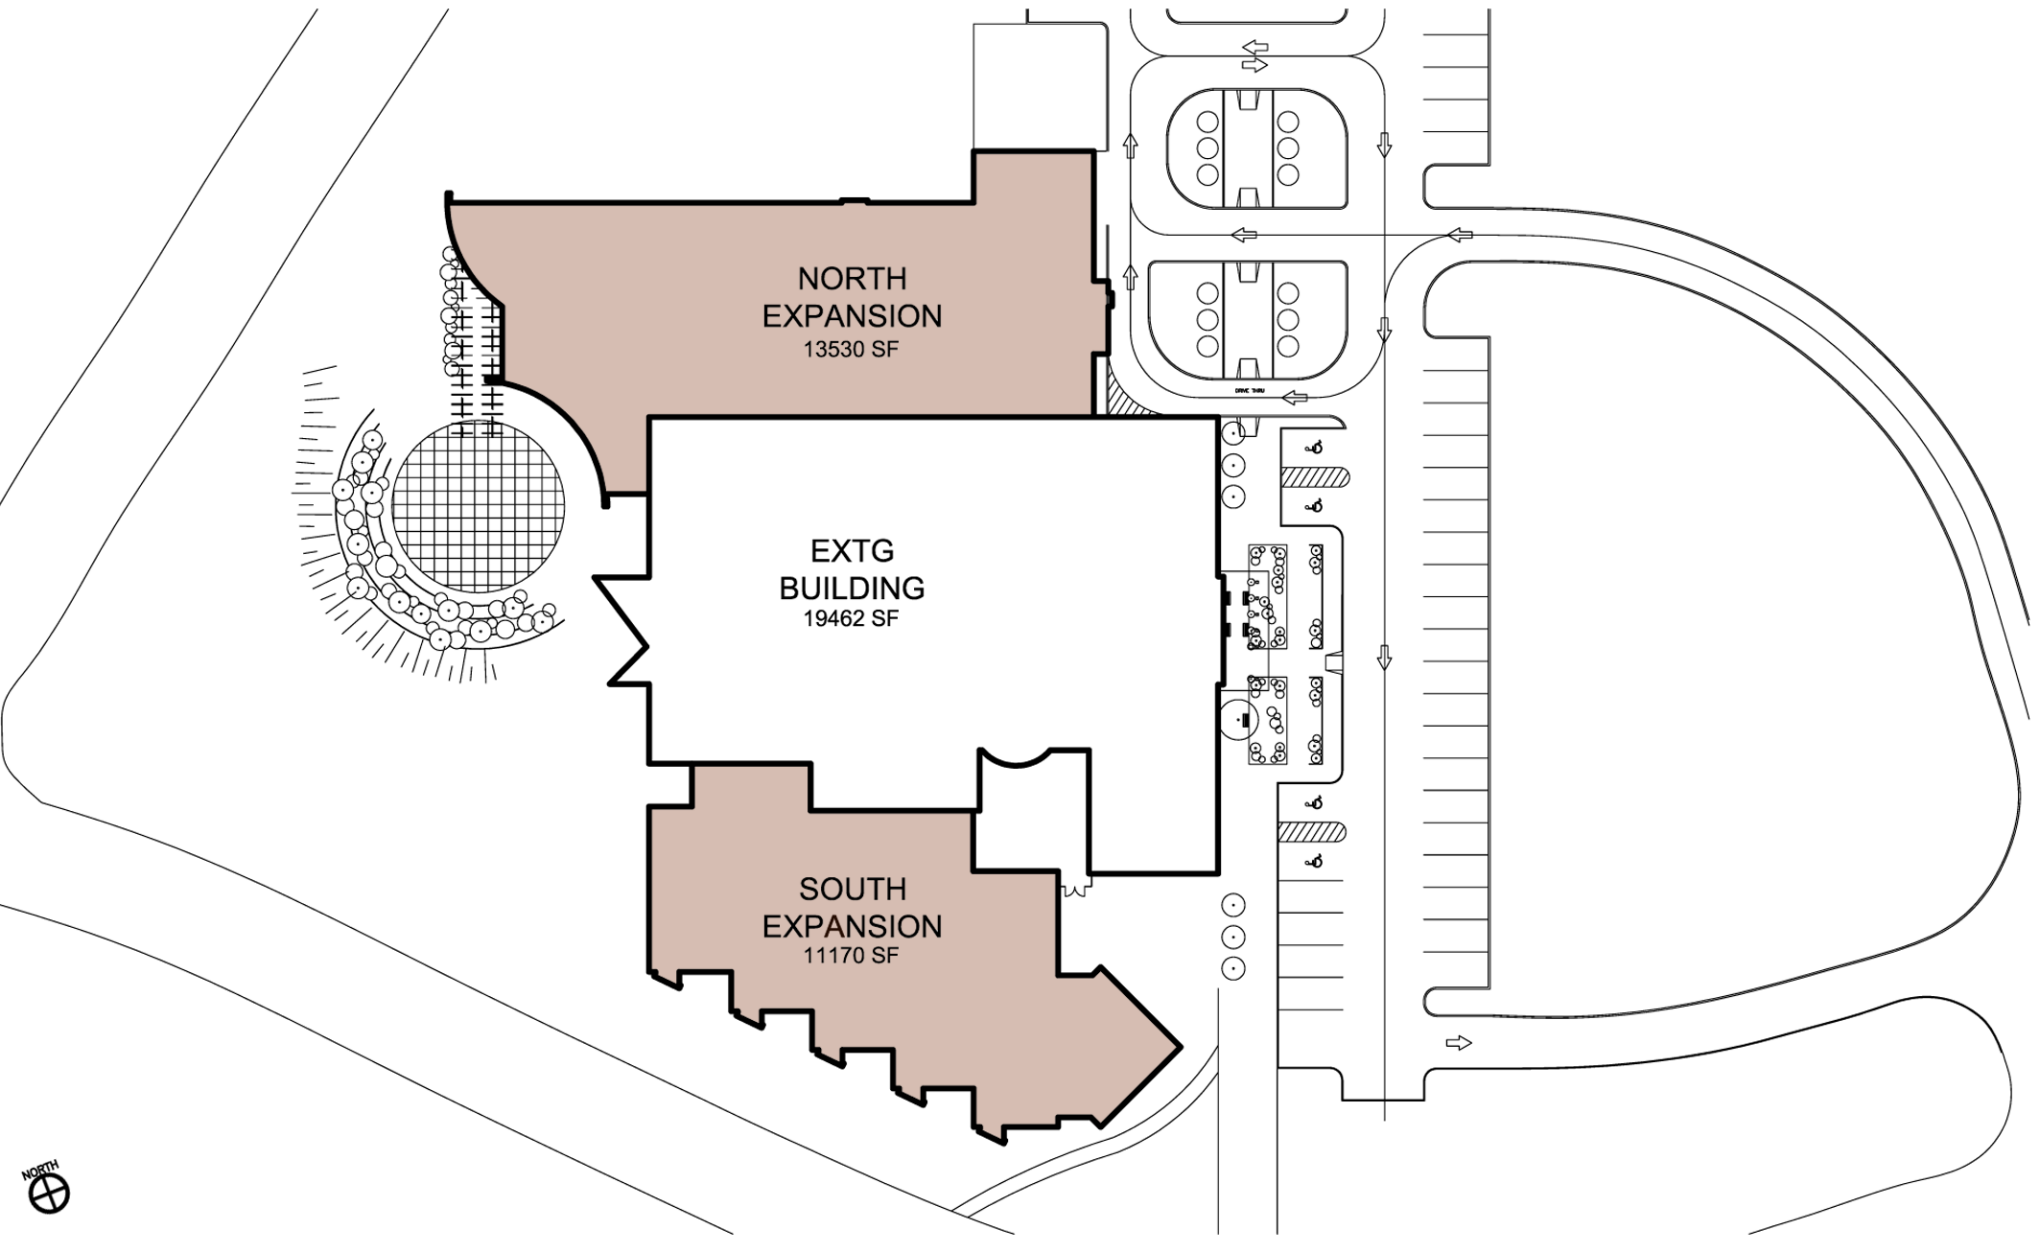 NORTH
EXPANSION
13530 SF
DRIVE THRU
EXTG
BUILDING
19462 SF
SOUTH
EXPANSION
11170 SF
NORTH